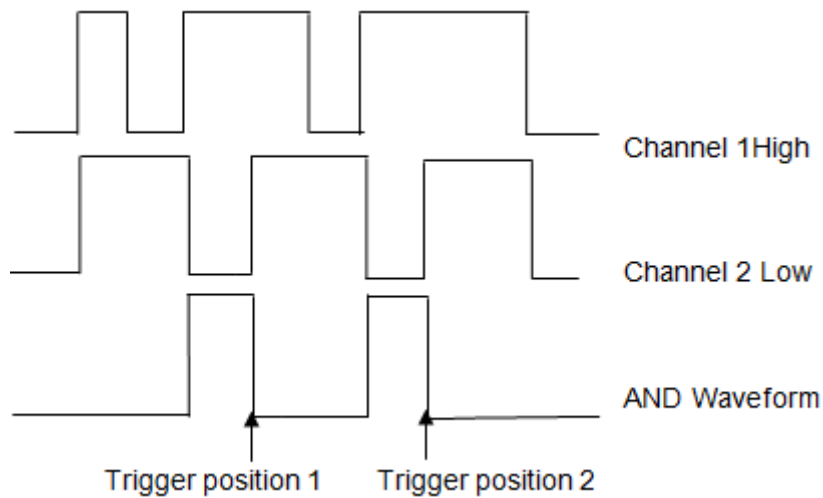 Channel 1High
Channel 2 Low
AND Waveform
Trigger position 1
Trigger position 2